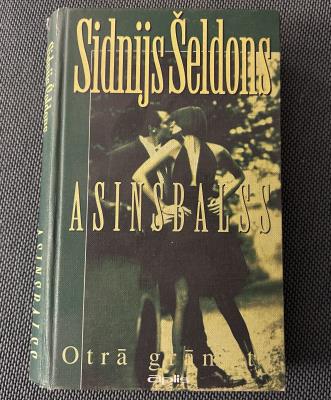 Sidnijs Šeldons
ASINSBALSS
Otrā grāmata
Sidnijs Šeldons
ASINSBALSS